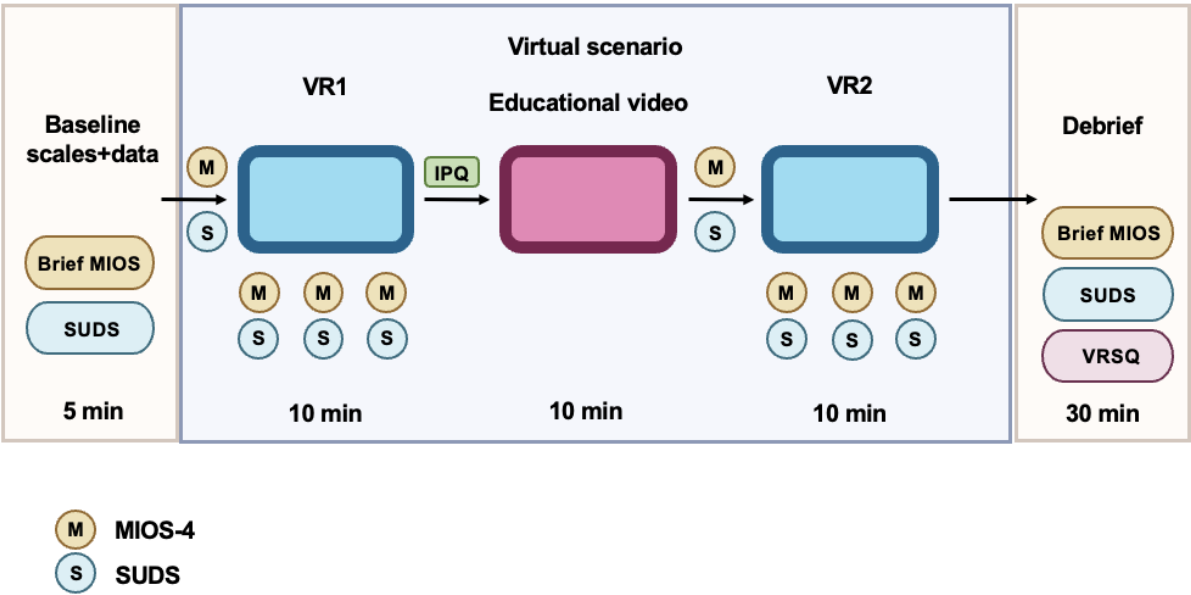 Virtual scenario
VR1
VR2
Educational video
Baseline
scales+data
Debrief
M
IPQ
M
S
S
Brief MIOS
Brief MIOS
M M M
M M M
SUDS
SUDS
S S S
S S S
VRSQ
5 min
10 min
10 min
10 min
30 min
M MIOS-4
S SUDS